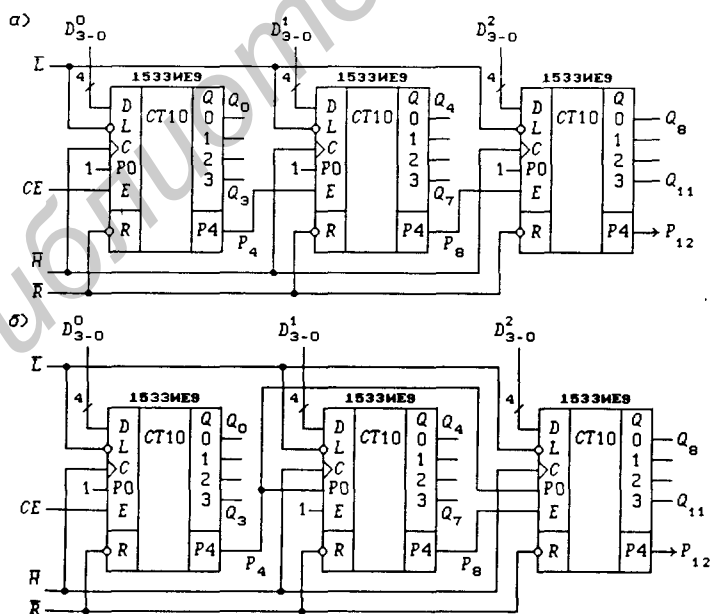 а)
D⁰₃₋₀ D¹₃₋₀ D²₃₋₀
L̅
4 4 4
1533ИЕ9 1533ИЕ9 1533ИЕ9
D CT10 Q 0 Q₀ D CT10 Q 0 Q₄ D CT10 Q 0 Q₈
L 1 L 1 L 1
C 2 C 2 C 2
1 P0 3 Q₃ 1 P0 3 Q₇ 1 P0 3 Q₁₁
CE E E E
R P4 P₄ R P4 P₈ R P4 P₁₂
H̅
R̅
библиоте
б)
D⁰₃₋₀ D¹₃₋₀ D²₃₋₀
L̅
4 4 4
1533ИЕ9 1533ИЕ9 1533ИЕ9
D CT10 Q 0 Q₀ D CT10 Q 0 Q₄ D CT10 Q 0 Q₈
L 1 L 1 L 1
C 2 C 2 C 2
1 P0 3 Q₃ P0 3 Q₇ P0 3 Q₁₁
CE E 1 E E
R P4 P₄ R P4 P₈ R P4 P₁₂
H̅
R̅